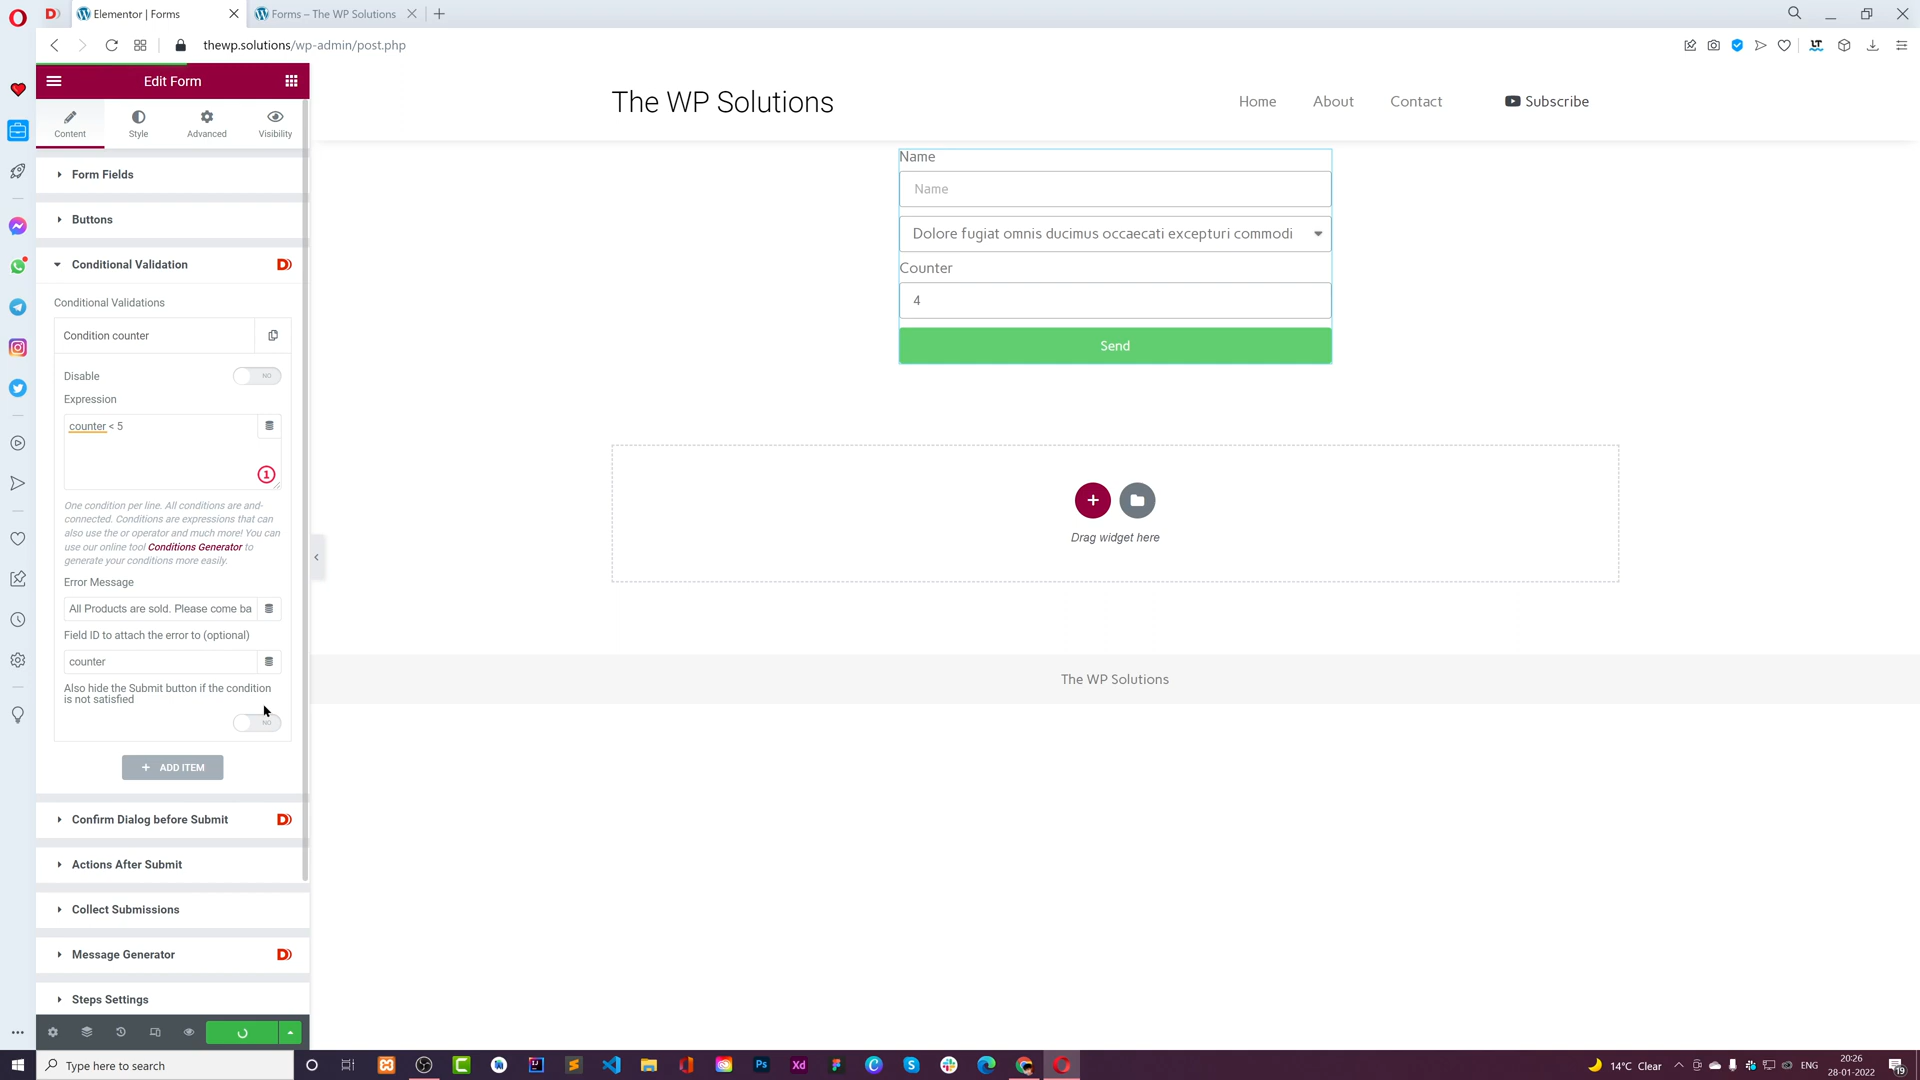 Elementor | Forms
Forms – The WP Solutions
thewp.solutions/wp-admin/post.php
Edit Form
Content
Style
Advanced
Visibility
Form Fields
Buttons
Conditional Validation
Conditional Validations
Condition counter
Disable
NO
Expression
counter < 5
1
One condition per line. All conditions are and-
connected. Conditions are expressions that can
also use the or operator and much more! You can
use our online tool Conditions Generator to
generate your conditions more easily.
Error Message
All Products are sold. Please come ba
Field ID to attach the error to (optional)
counter
Also hide the Submit button if the condition
is not satisfied
NO
+ ADD ITEM
Confirm Dialog before Submit
Actions After Submit
Collect Submissions
Message Generator
Steps Settings
The WP Solutions
Home
About
Contact
Subscribe
Name
Name
Dolore fugiat omnis ducimus occaecati excepturi commodi
Counter
4
Send
Drag widget here
The WP Solutions
Type here to search
14°C Clear
ENG
20:26
28-01-2022
19